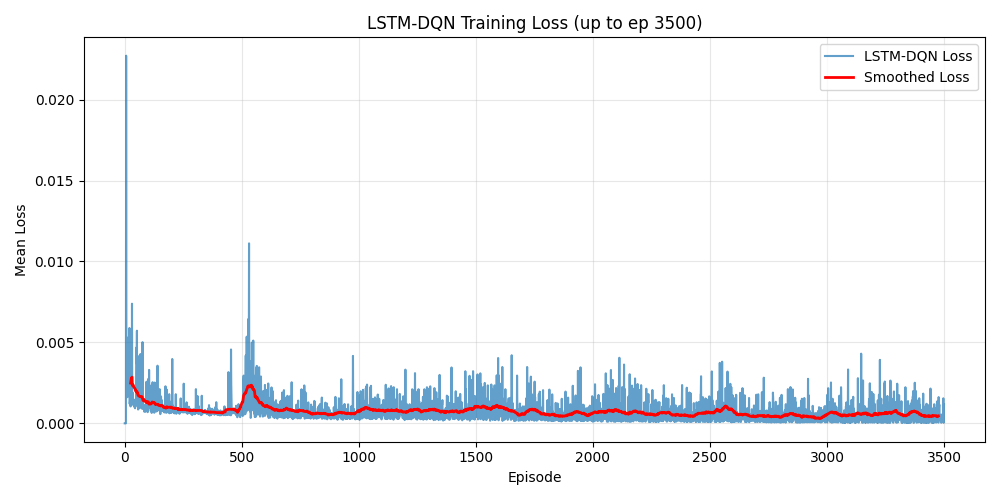 LSTM-DQN Training Loss (up to ep 3500)
LSTM-DQN Loss
Smoothed Loss
Mean Loss
0.020
0.015
0.010
0.005
0.000
0 500 1000 1500 2000 2500 3000 3500
Episode